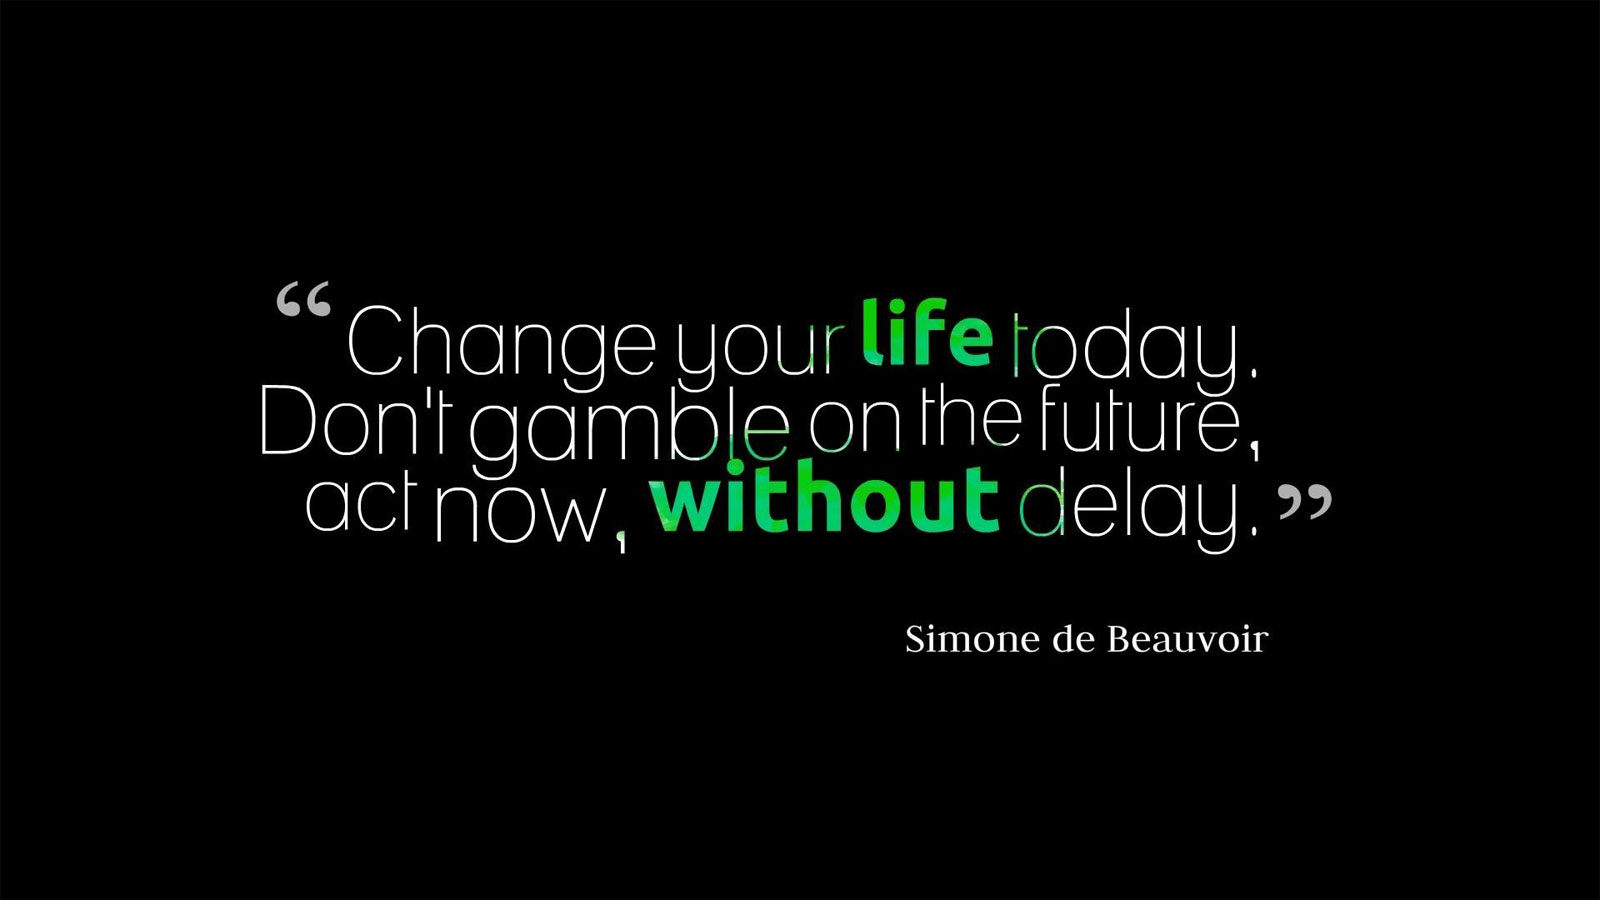 “Change your life today.
Don't gamble on the future,
act now, without delay.”
Simone de Beauvoir